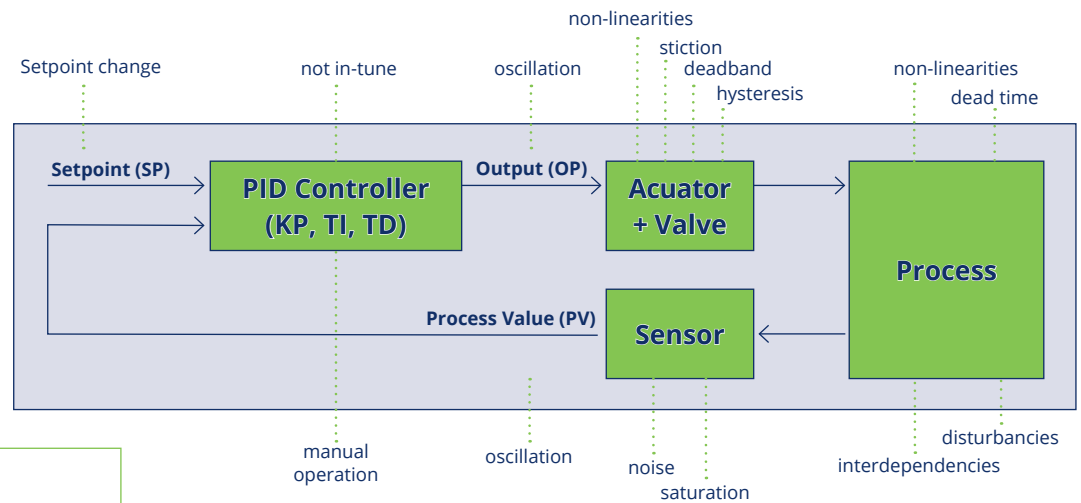 non-linearities
stiction
deadband
hysteresis
Setpoint change
not in-tune
oscillation
non-linearities
dead time
Setpoint (SP)
PID Controller
(KP, TI, TD)
Output (OP)
Acuator
+ Valve
Process
Process Value (PV)
Sensor
manual
operation
oscillation
noise
saturation
disturbancies
interdependencies